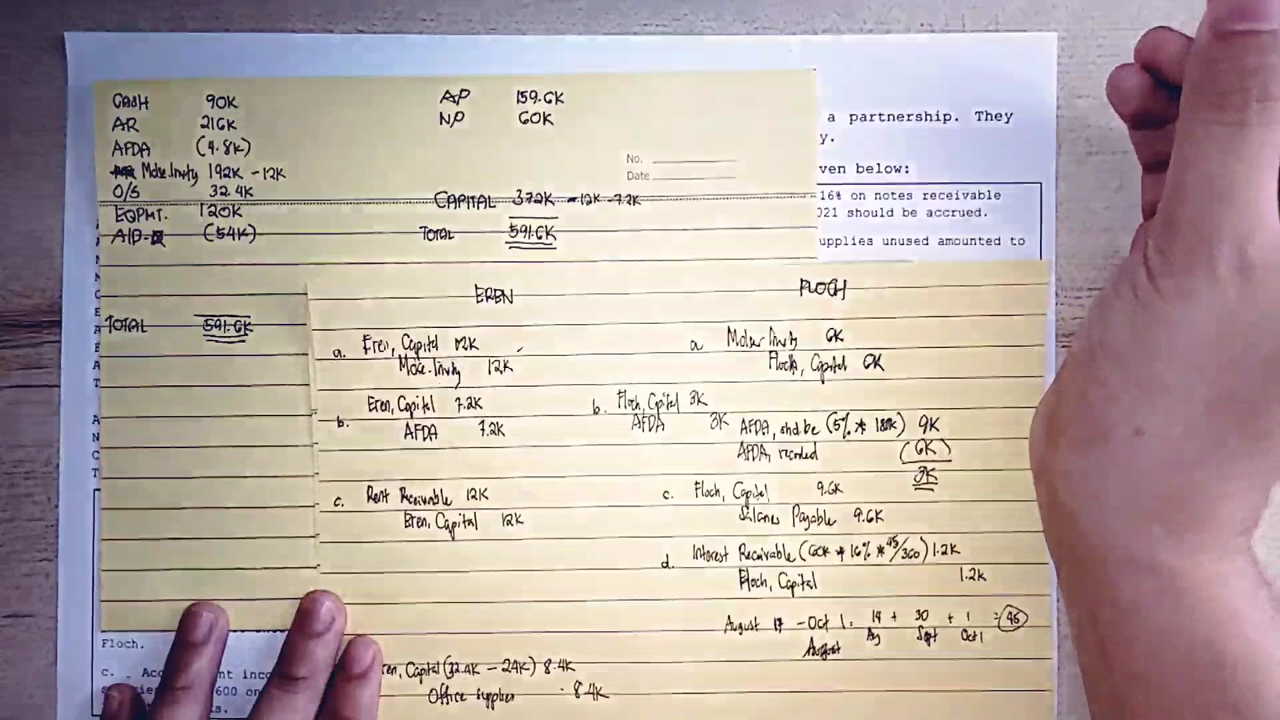 CASH 90K AP 159.6K
AR 216K NP 60K
AFDA (4.8K)
Mdse. Invty 192K - 12K
O/S 32.4K
CAPITAL 372K - 12K - 7.2K
EQPMT. 120K
A/D- (54K) TOTAL 591.6K
TOTAL 591.6K
No.
Date
a partnership. They
y.
ven below:
16% on notes receivable
021 should be accrued.
upplies unused amounted to
EREN
a. Eren, Capital 12K
Mdse. Invty 12K
b. Eren, Capital 7.2K
AFDA 7.2K
c. Rent Receivable 12K
Eren, Capital 12K
Eren, Capital (32.4K - 24K) 8.4K
Office supplies 8.4K
FLOCH
a Mdse. Invty 6K
Floch, Capital 6K
b. Floch, Capital 3K
AFDA 3K
AFDA, shd be (5% * 180K) 9K
AFDA, recorded (6K)
3K
c. Floch, Capital 9.6K
Salaries Payable 9.6K
d. Interest Receivable (60K * 16% * 45/360) 1.2K
Floch, Capital 1.2K
August 17 - Oct 1: 14 + 30 + 1 = 45
Ag Sept Oct 1
August
Floch.
c.
600 on